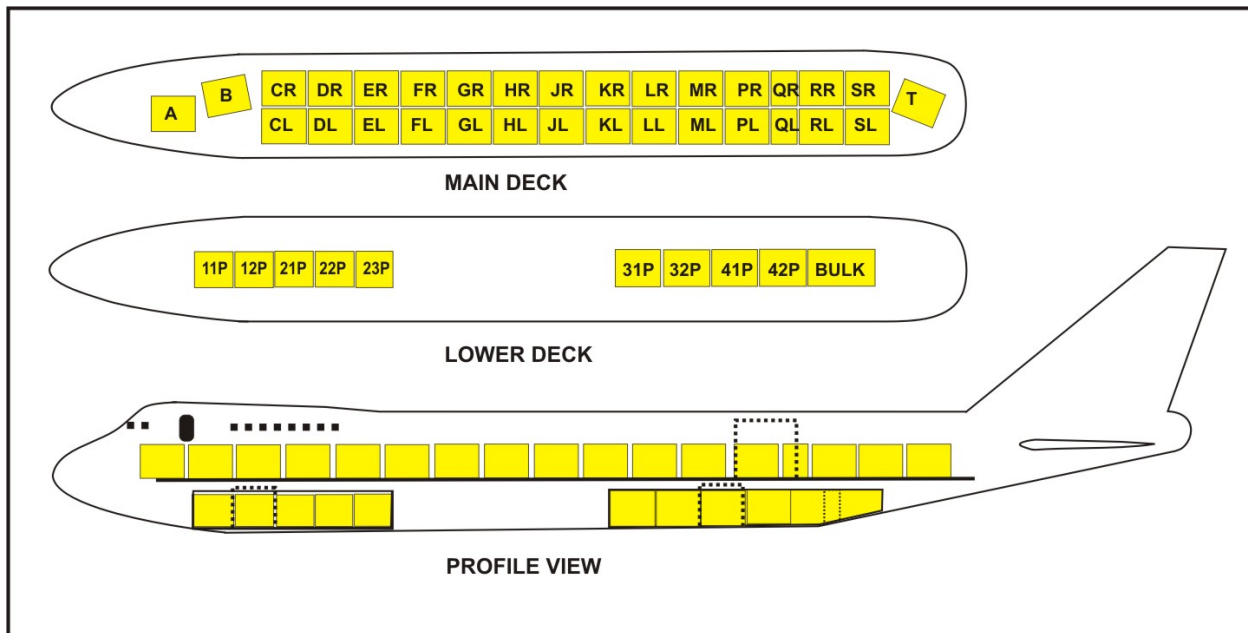 A B CR DR ER FR GR HR JR KR LR MR PR QR RR SR T
CL DL EL FL GL HL JL KL LL ML PL QL RL SL
MAIN DECK
11P 12P 21P 22P 23P 31P 32P 41P 42P BULK
LOWER DECK
PROFILE VIEW